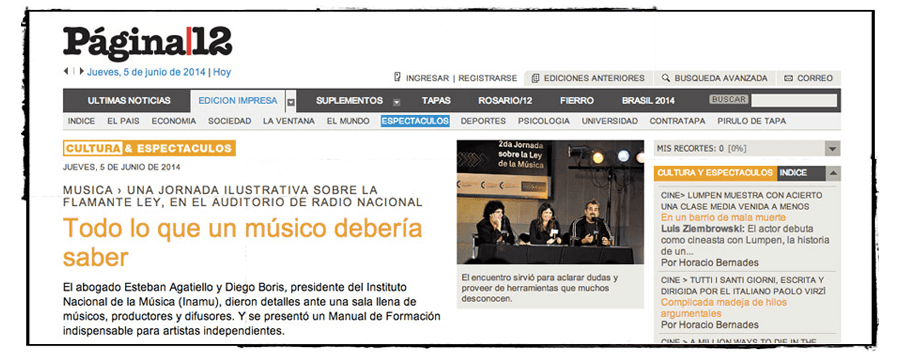 Página|12
Jueves, 5 de junio de 2014 | Hoy
INGRESAR | REGISTRARSE
EDICIONES ANTERIORES
BUSQUEDA AVANZADA
CORREO
ULTIMAS NOTICIAS
EDICION IMPRESA
SUPLEMENTOS
TAPAS
ROSARIO/12
FIERRO
BRASIL 2014
BUSCAR
INDICE
EL PAIS
ECONOMIA
SOCIEDAD
LA VENTANA
EL MUNDO
ESPECTACULOS
DEPORTES
PSICOLOGIA
UNIVERSIDAD
CONTRATAPA
PIRULO DE TAPA
CULTURA & ESPECTACULOS
JUEVES, 5 DE JUNIO DE 2014
MUSICA › UNA JORNADA ILUSTRATIVA SOBRE LA
FLAMANTE LEY, EN EL AUDITORIO DE RADIO NACIONAL
Todo lo que un músico debería
saber
El abogado Esteban Agatiello y Diego Boris, presidente del Instituto
Nacional de la Música (Inamu), dieron detalles ante una sala llena de
músicos, productores y difusores. Y se presentó un Manual de Formación
indispensable para artistas independientes.
2da Jornada
sobre la Ley
de la Música
El encuentro sirvió para aclarar dudas y
proveer de herramientas que muchos
desconocen.
MIS RECORTES: 0 [0%]
CULTURA Y ESPECTACULOS
INDICE
CINE> LUMPEN MUESTRA CON ACIERTO
UNA CLASE MEDIA VENIDA A MENOS
En un barrio de mala muerte
Luis Ziembrowski: El actor debuta
como cineasta con Lumpen, la historia
de un...
Por Horacio Bernades
CINE > TUTTI I SANTI GIORNI, ESCRITA Y
DIRIGIDA POR EL ITALIANO PAOLO VIRZÌ
Complicada madeja de hilos
argumentales
Por Horacio Bernades
CINE > A MILLION WAYS TO DIE IN THE